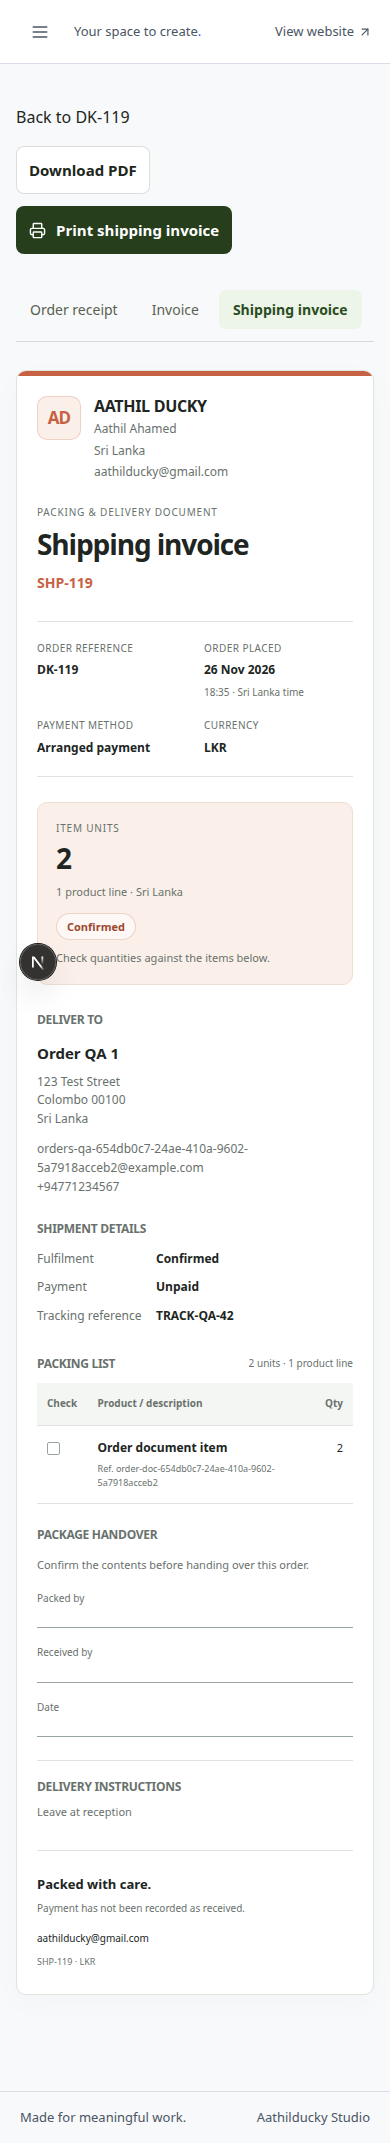 Your space to create.
View website
Back to DK-119
Download PDF
Print shipping invoice
Order receipt
Invoice
Shipping invoice
AD
AATHIL DUCKY
Aathil Ahamed
Sri Lanka
aathilducky@gmail.com
PACKING & DELIVERY DOCUMENT
Shipping invoice
SHP-119
ORDER REFERENCE
DK-119
ORDER PLACED
26 Nov 2026
18:35 · Sri Lanka time
PAYMENT METHOD
Arranged payment
CURRENCY
LKR
ITEM UNITS
2
1 product line · Sri Lanka
Confirmed
N
Check quantities against the items below.
DELIVER TO
Order QA 1
123 Test Street
Colombo 00100
Sri Lanka
orders-qa-654db0c7-24ae-410a-9602-
5a7918acceb2@example.com
+94771234567
SHIPMENT DETAILS
Fulfilment Confirmed
Payment Unpaid
Tracking reference TRACK-QA-42
PACKING LIST
2 units · 1 product line
Check Product / description Qty
Order document item 2
Ref. order-doc-654db0c7-24ae-410a-9602-
5a7918acceb2
PACKAGE HANDOVER
Confirm the contents before handing over this order.
Packed by
Received by
Date
DELIVERY INSTRUCTIONS
Leave at reception
Packed with care.
Payment has not been recorded as received.
aathilducky@gmail.com
SHP-119 · LKR
Made for meaningful work.
Aathilducky Studio